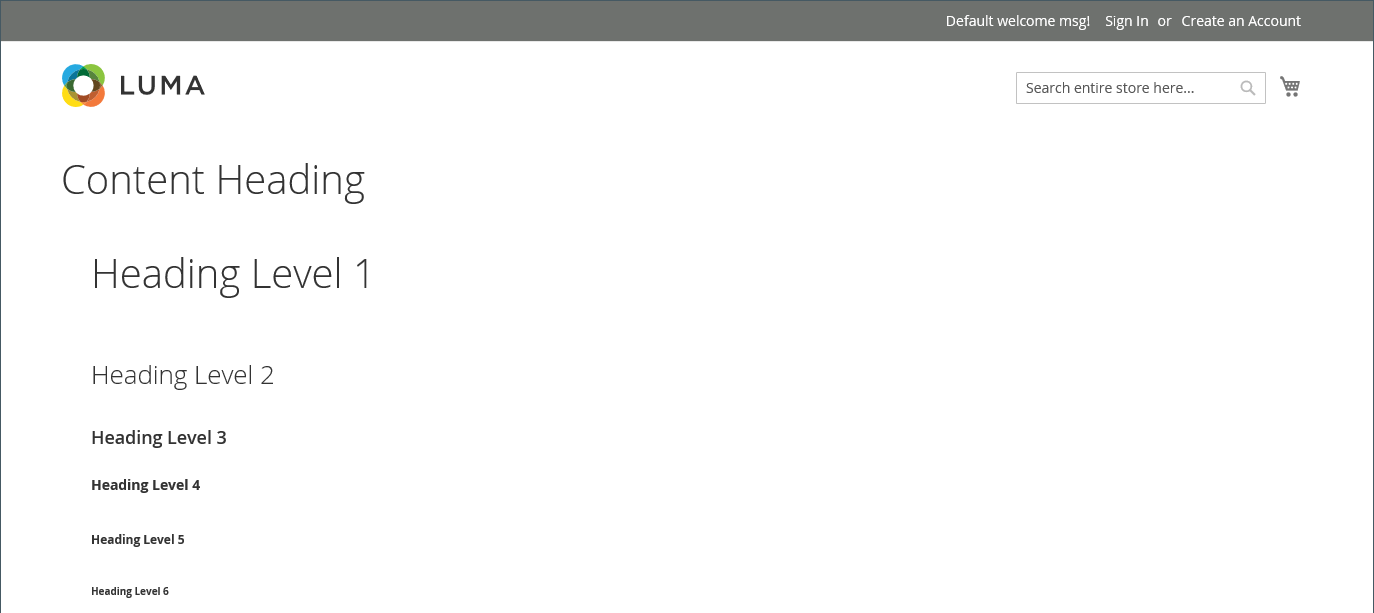 Default welcome msg! Sign In or Create an Account
LUMA
Search entire store here...
Content Heading
Heading Level 1
Heading Level 2
Heading Level 3
Heading Level 4
Heading Level 5
Heading Level 6